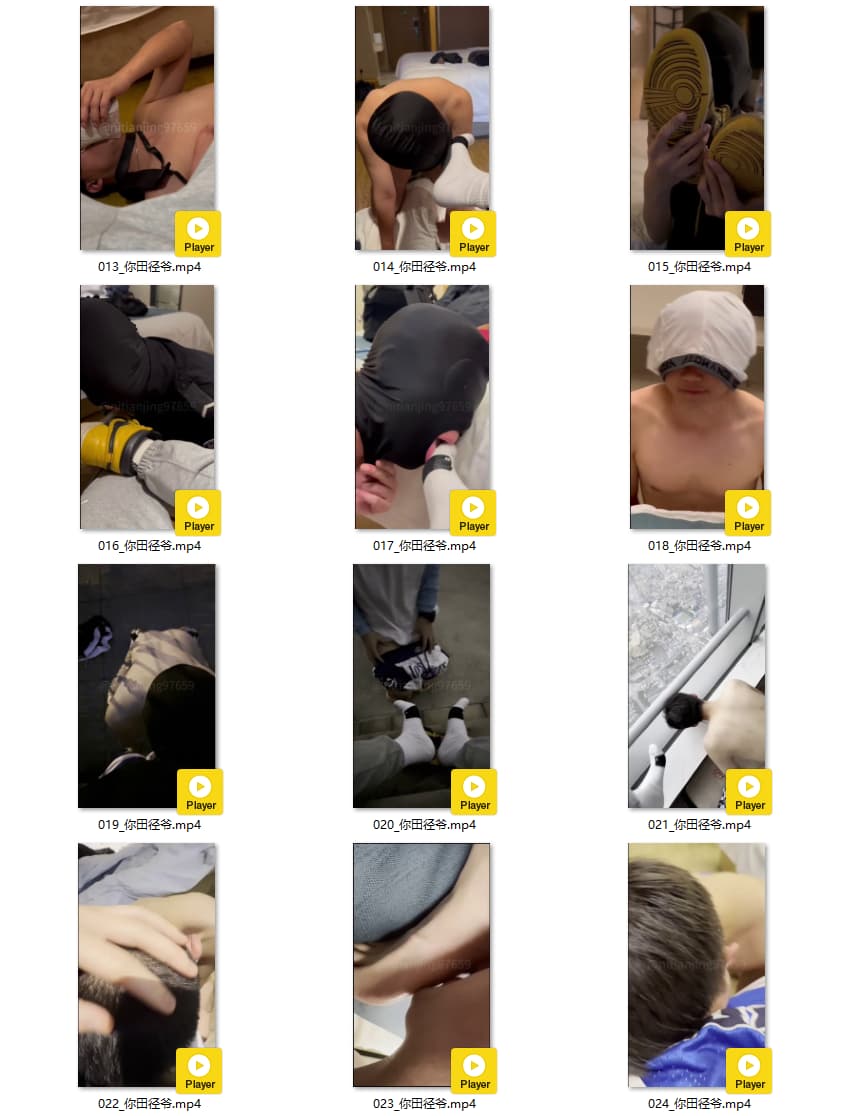 @nitianjing97659
@nitianjing97659
Player
Player
Player
013_你田径爷.mp4
014_你田径爷.mp4
015_你田径爷.mp4
@nitianjing97659
@nitianjing97659
Player
Player
Player
016_你田径爷.mp4
017_你田径爷.mp4
018_你田径爷.mp4
Player
Player
Player
019_你田径爷.mp4
020_你田径爷.mp4
021_你田径爷.mp4
Player
Player
Player
022_你田径爷.mp4
023_你田径爷.mp4
024_你田径爷.mp4